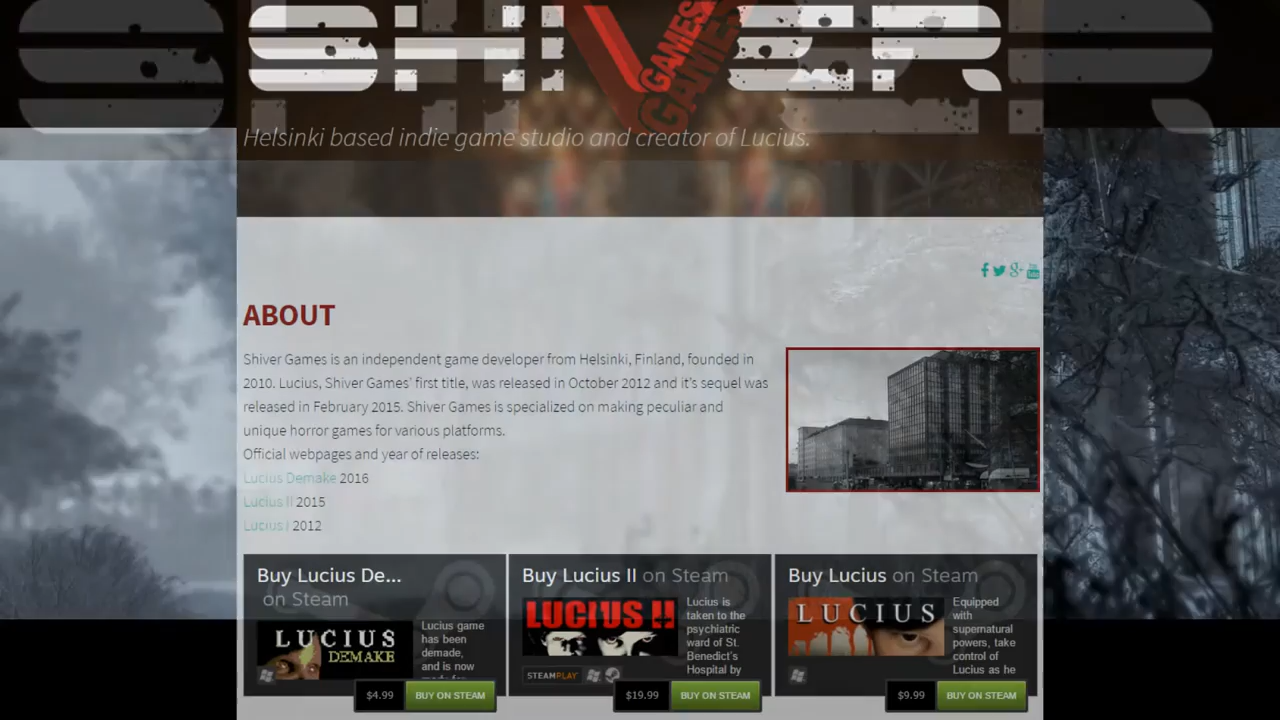 SHIVER
GAMES
GAMES
Helsinki based indie game studio and creator of Lucius.
ABOUT
Shiver Games is an independent game developer from Helsinki, Finland, founded in
2010. Lucius, Shiver Games' first title, was released in October 2012 and it's sequel was
released in February 2015. Shiver Games is specialized on making peculiar and
unique horror games for various platforms.
Official webpages and year of releases:
Lucius Demake 2016
Lucius II 2015
Lucius I 2012
Buy Lucius De...
on Steam
LUCIUS
DEMAKE
Lucius game
has been
demade,
and is now
$4.99
BUY ON STEAM
Buy Lucius II on Steam
LUCIUS II
Lucius is
taken to the
psychiatric
ward of St.
Benedict's
Hospital by
STEAMPLAY
$19.99
BUY ON STEAM
Buy Lucius on Steam
LUCIUS
Equipped
with
supernatural
powers, take
control of
Lucius as he
$9.99
BUY ON STEAM